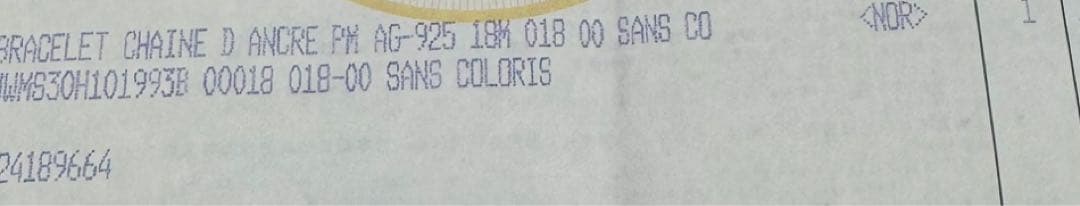 BRACELET CHAINE D ANCRE PM AG-925 18M 018 00 SANS CO <NOR> 1
WMS30H101993B 00018 018-00 SANS COLORIS
24189664